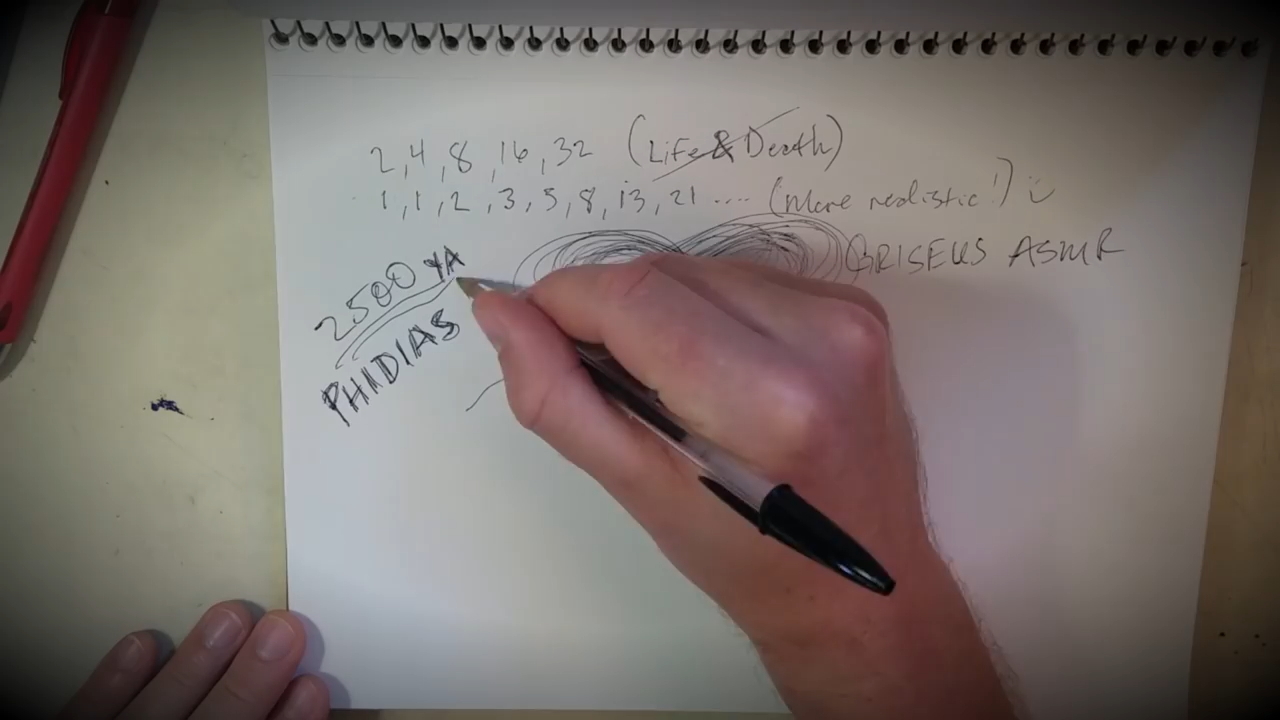 2, 4, 8, 16, 32 (Life & Death)
1, 1, 2, 3, 5, 8, 13, 21 .... (More realistic!)
GRISEUS ASMR
2500 YA
PHIDIAS